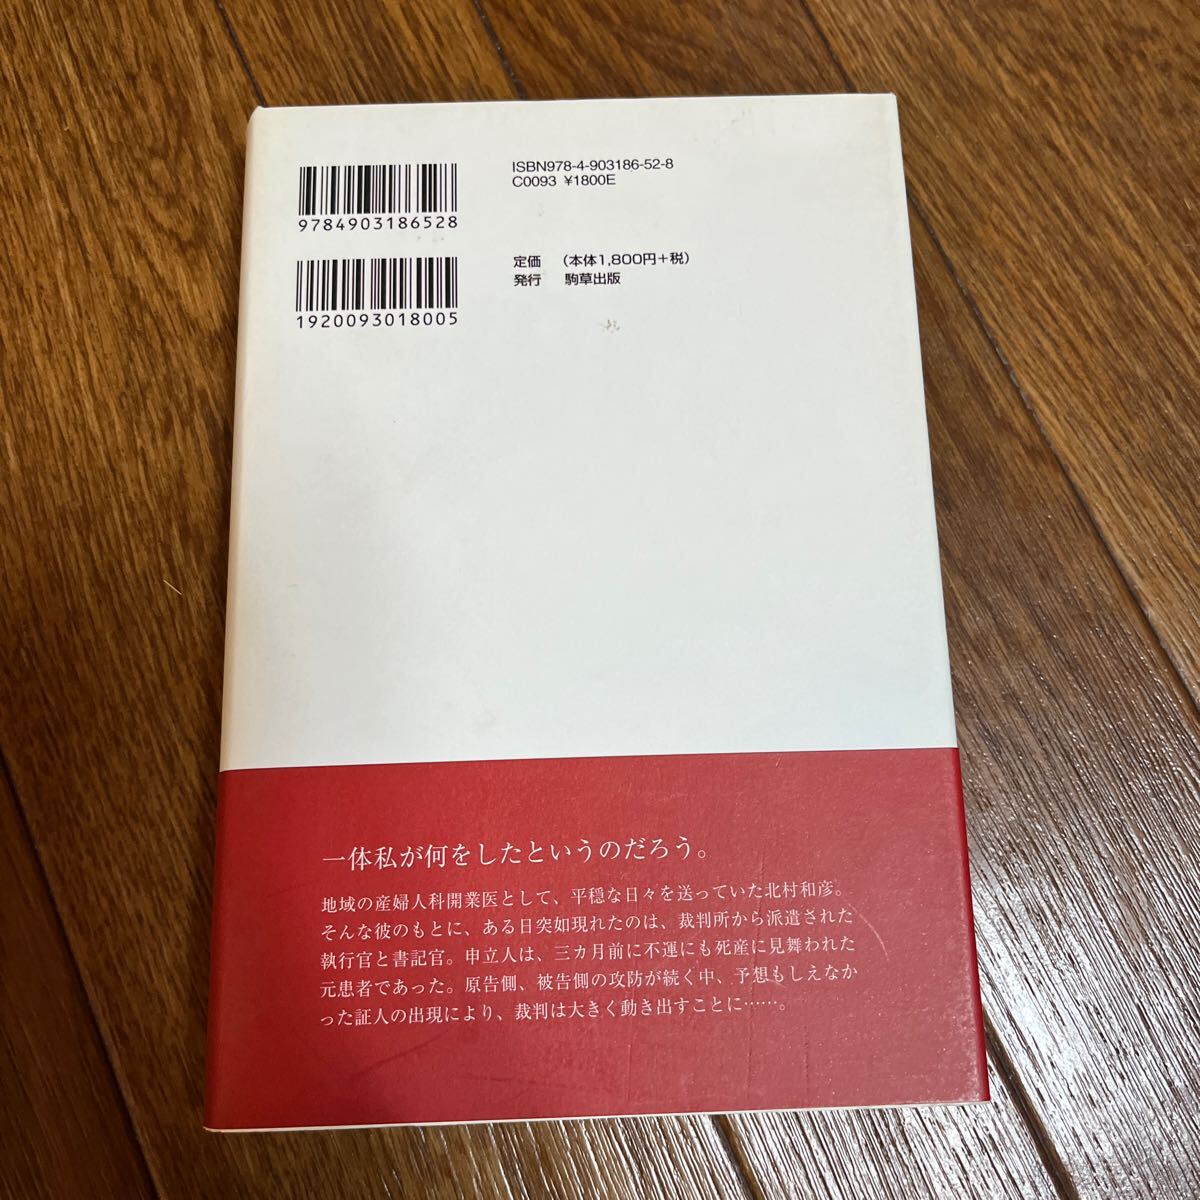 9784903186528
1920093018005
ISBN978-4-903186-52-8
C0093 ¥1800E
定価 (本体1,800円+税)
発行 駒草出版
一体私が何をしたというのだろう。
地域の産婦人科開業医として、平穏な日々を送っていた北村和彦。
そんな彼のもとに、ある日突如現れたのは、裁判所から派遣された
執行官と書記官。申立人は、三カ月前に不運にも死産に見舞われた
元患者であった。原告側、被告側の攻防が続く中、予想もしえなか
った証人の出現により、裁判は大きく動き出すことに……。